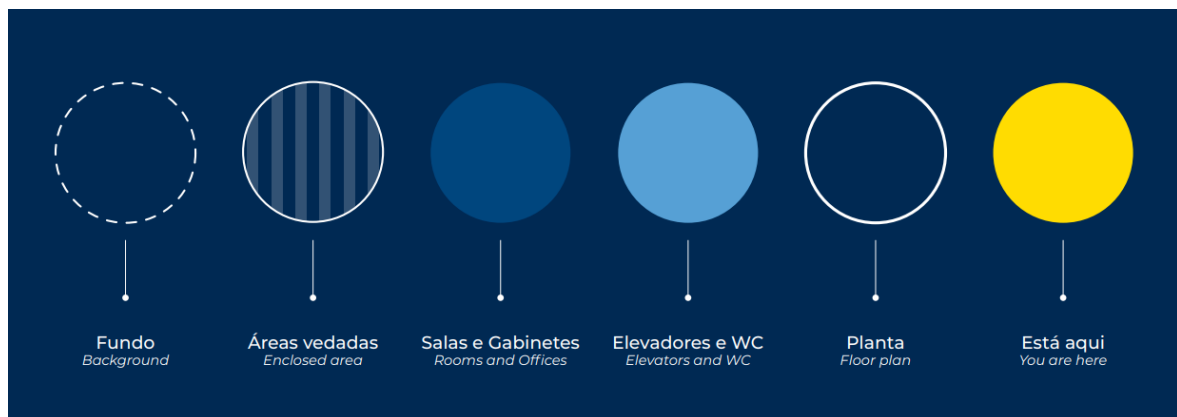 Fundo
Background
Áreas vedadas
Enclosed area
Salas e Gabinetes
Rooms and Offices
Elevadores e WC
Elevators and WC
Planta
Floor plan
Está aqui
You are here